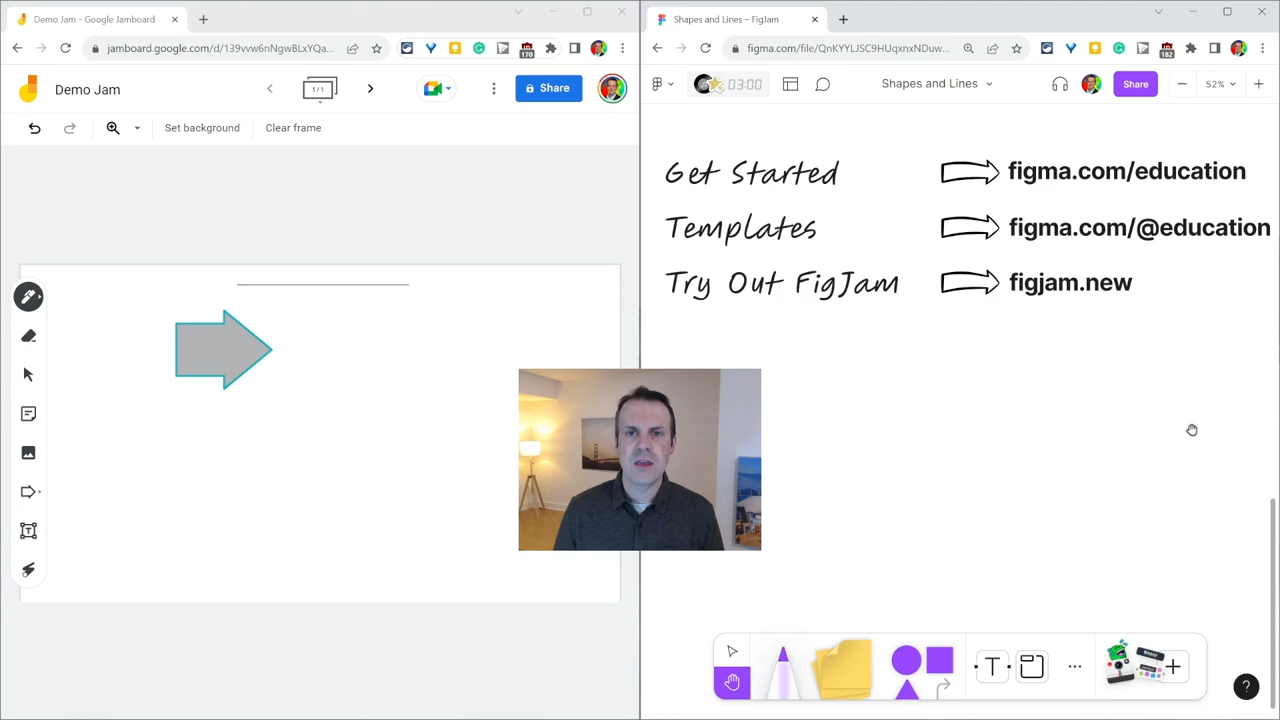 Demo Jam - Google Jamboard
jamboard.google.com/d/139vvw6nNgwBLxYQa...
170
Demo Jam
1/1
Share
Set background
Clear frame
T
Shapes and Lines – FigJam
figma.com/file/QnKYYLJSC9HUqxnxNDuw...
182
03:00
Shapes and Lines
Share
52%
Get Started figma.com/education
Templates figma.com/@education
Try Out FigJam figjam.new
T
?